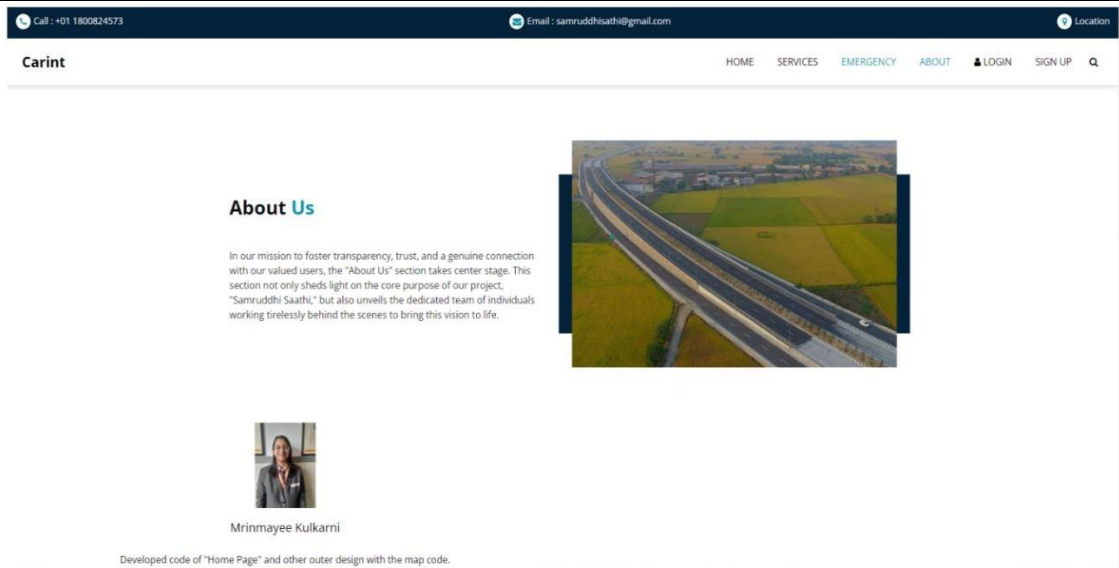 Call : +01 1800824573
Email : samruddhisathi@gmail.com
Location
Carint
HOME SERVICES EMERGENCY ABOUT LOGIN SIGN UP
About Us
In our mission to foster transparency, trust, and a genuine connection
with our valued users, the "About Us" section takes center stage. This
section not only sheds light on the core purpose of our project,
"Samruddhi Saathi," but also unveils the dedicated team of individuals
working tirelessly behind the scenes to bring this vision to life.
Mrinmayee Kulkarni
Developed code of "Home Page" and other outer design with the map code.